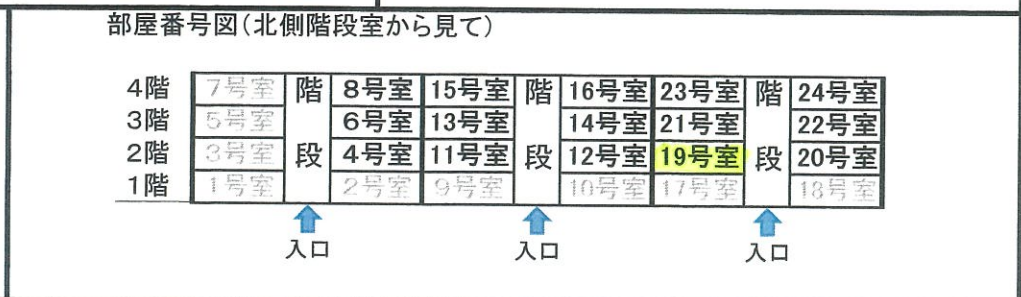 部屋番号図(北側階段室から見て)
4階 7号室 階 8号室 15号室 階 16号室 23号室 階 24号室
3階 5号室 6号室 13号室 14号室 21号室 22号室
2階 3号室 段 4号室 11号室 段 12号室 19号室 段 20号室
1階 1号室 2号室 9号室 10号室 17号室 18号室
入口 入口 入口